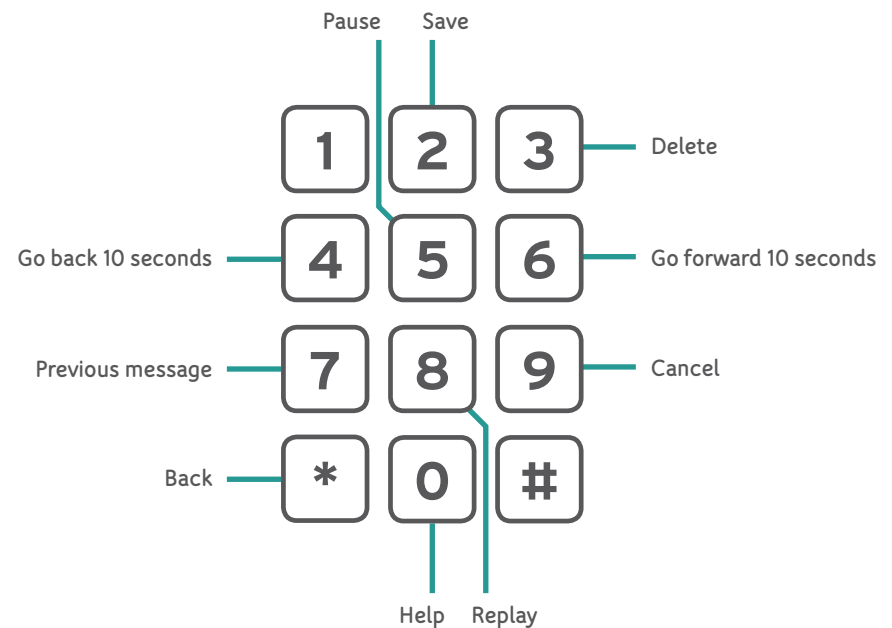 Pause Save
1 2 3 Delete
Go back 10 seconds 4 5 6 Go forward 10 seconds
Previous message 7 8 9 Cancel
Back * 0 #
Help Replay